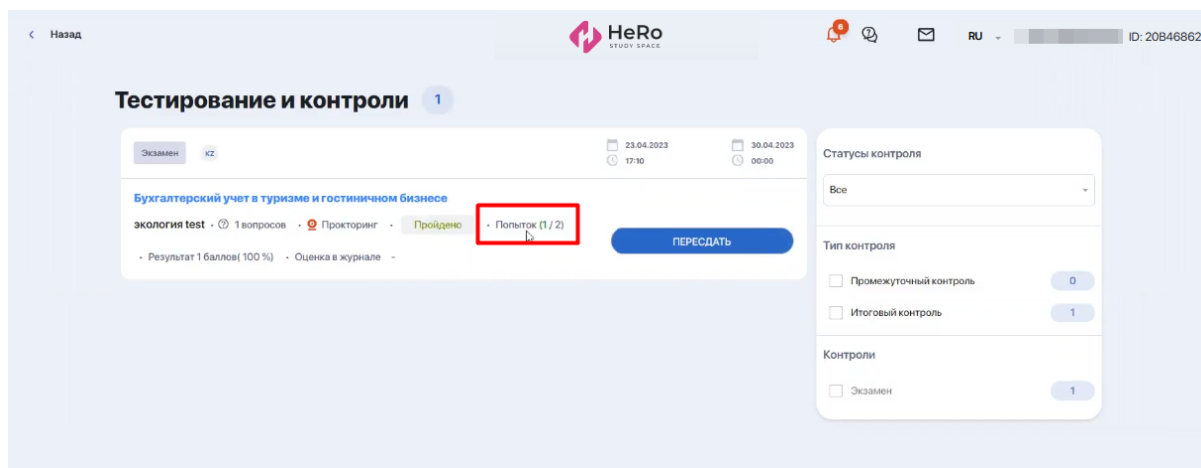 Назад
HeRo
STUDY SPACE
6
RU
ID: 20B46862
Тестирование и контроли 1
Экзамен KZ
23.04.2023 30.04.2023
17:10 00:00
Бухгалтерский учет в туризме и гостиничном бизнесе
экология test · 1 вопросов · Прокторинг · Пройдено · Попыток (1 / 2)
ПЕРЕСДАТЬ
· Результат 1 баллов( 100 %) · Оценка в журнале -
Статусы контроля
Все
Тип контроля
Промежуточный контроль 0
Итоговый контроль 1
Контроли
Экзамен 1